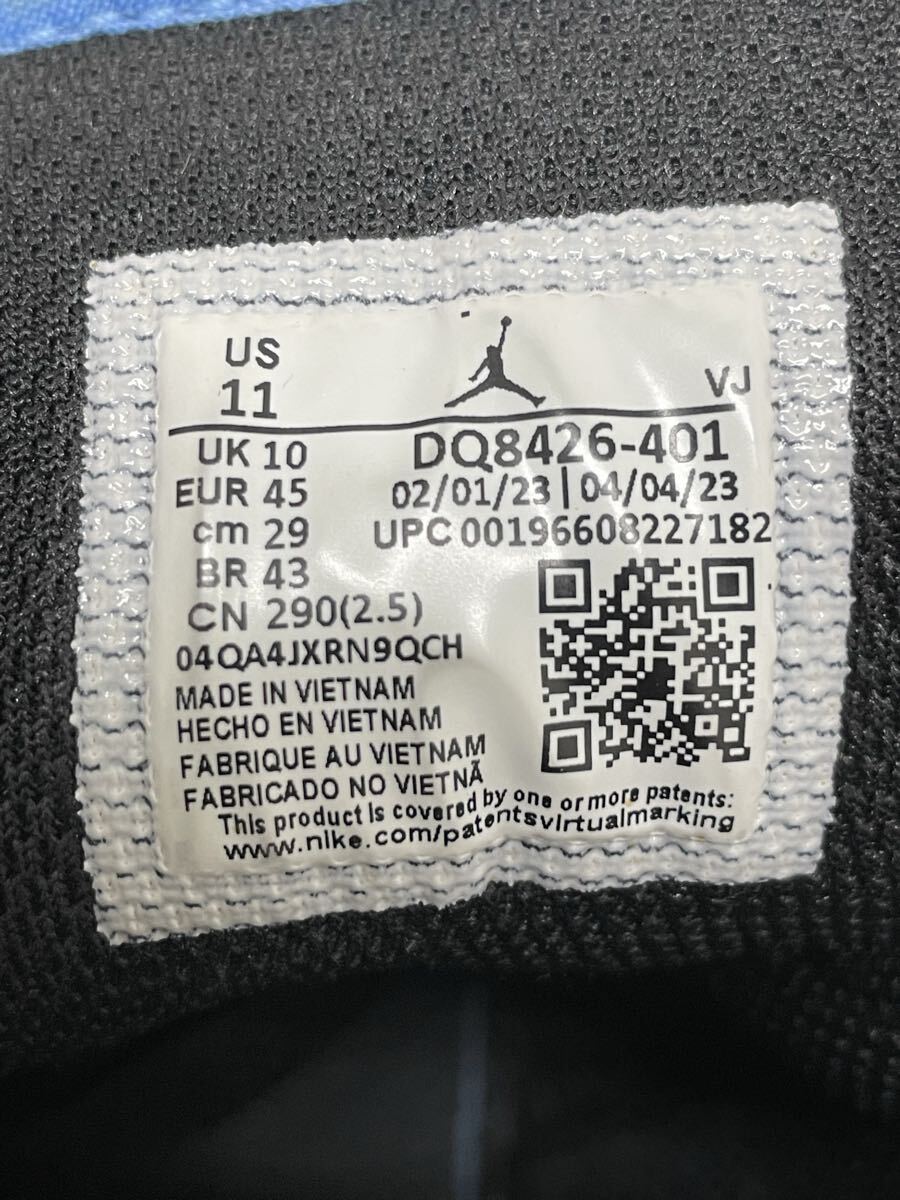 US
11
VJ
UK 10
EUR 45
cm 29
BR 43
CN 290(2.5)
DQ8426-401
02/01/23 | 04/04/23
UPC 00196608227182
04QA4JXRN9QCH
MADE IN VIETNAM
HECHO EN VIETNAM
FABRIQUE AU VIETNAM
FABRICADO NO VIETNÃ
This product is covered by one or more patents:
www.nike.com/patentsvirtualmarking